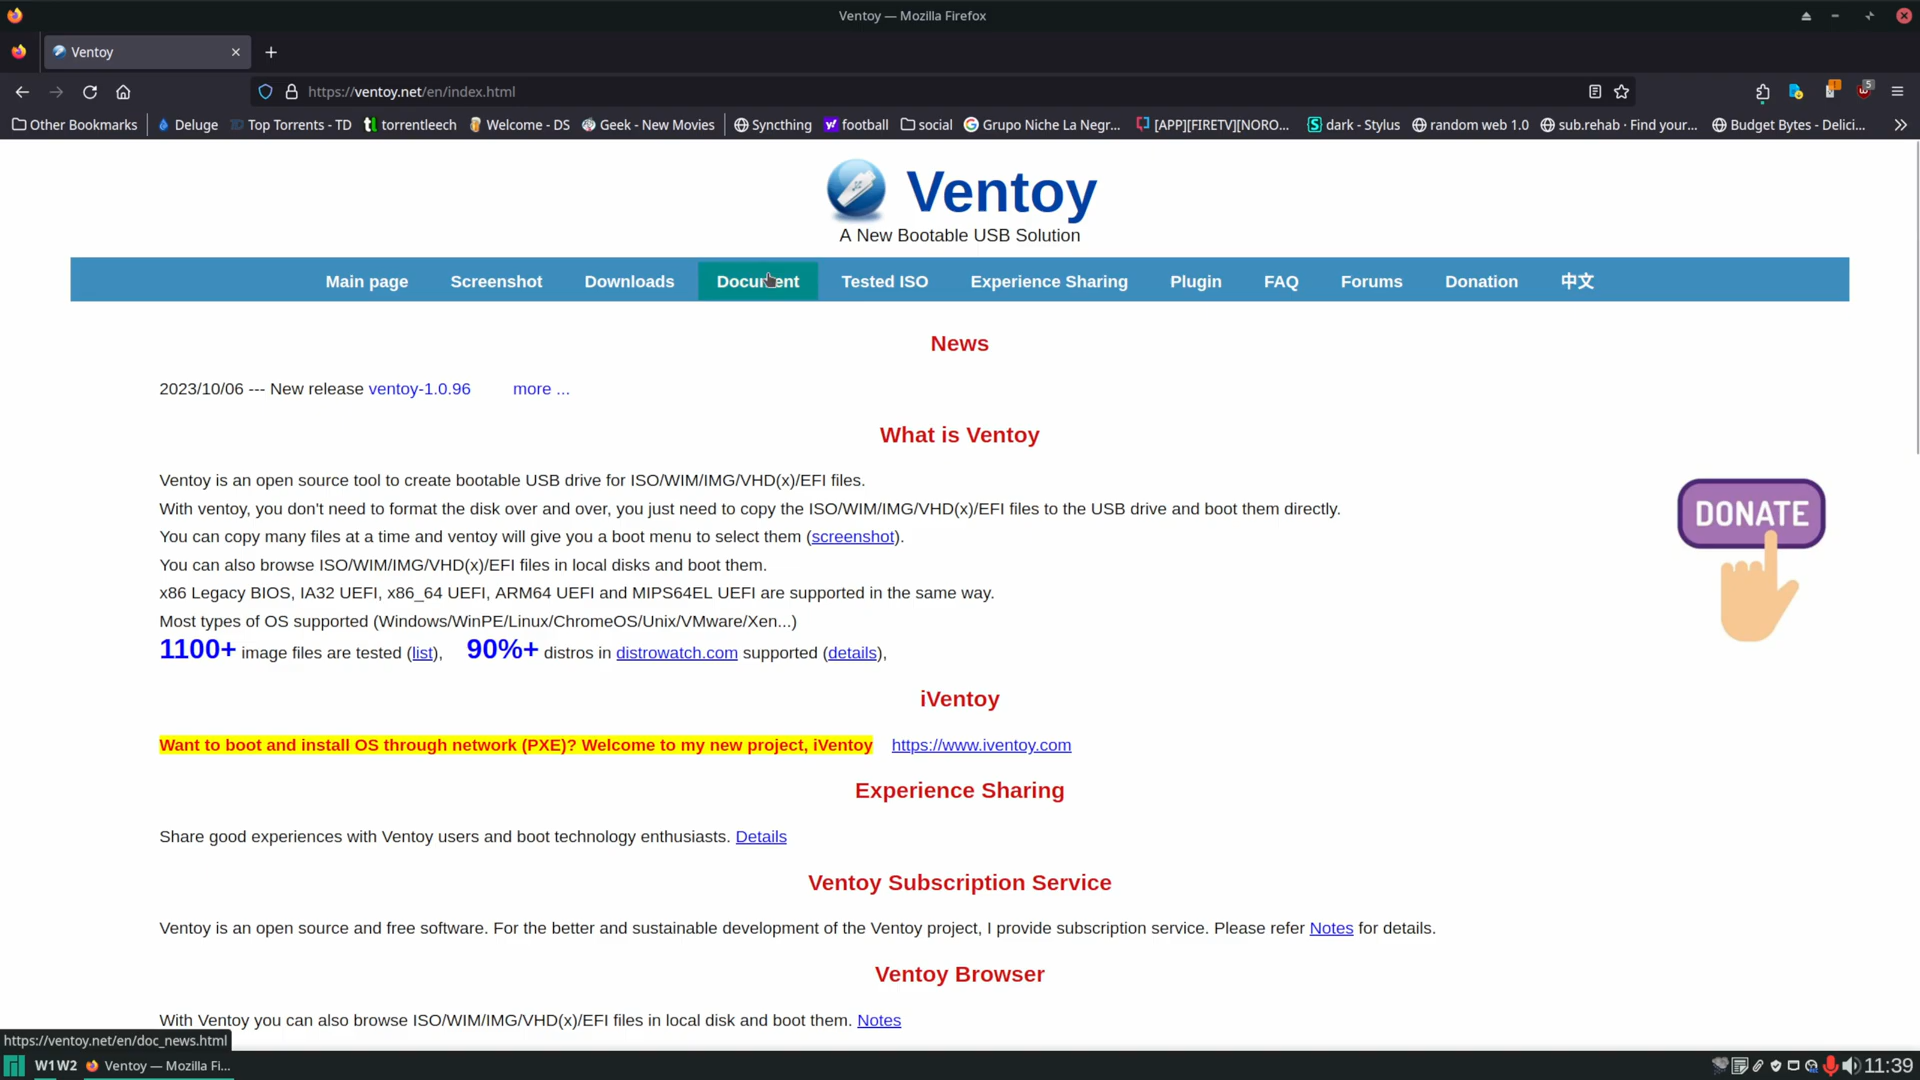 Ventoy — Mozilla Firefox
Ventoy
https://ventoy.net/en/index.html
5
Other Bookmarks Deluge Top Torrents - TD torrentleech Welcome - DS Geek - New Movies Syncthing football social Grupo Niche La Negr... [APP][FIRETV][NORO... dark - Stylus random web 1.0 sub.rehab · Find your... Budget Bytes - Delici...
Ventoy
A New Bootable USB Solution
Main page Screenshot Downloads Document Tested ISO Experience Sharing Plugin FAQ Forums Donation 中文
News
2023/10/06 --- New release ventoy-1.0.96 more ...
What is Ventoy
Ventoy is an open source tool to create bootable USB drive for ISO/WIM/IMG/VHD(x)/EFI files.
With ventoy, you don't need to format the disk over and over, you just need to copy the ISO/WIM/IMG/VHD(x)/EFI files to the USB drive and boot them directly.
You can copy many files at a time and ventoy will give you a boot menu to select them (screenshot).
You can also browse ISO/WIM/IMG/VHD(x)/EFI files in local disks and boot them.
x86 Legacy BIOS, IA32 UEFI, x86_64 UEFI, ARM64 UEFI and MIPS64EL UEFI are supported in the same way.
Most types of OS supported (Windows/WinPE/Linux/ChromeOS/Unix/VMware/Xen...)
1100+ image files are tested (list), 90%+ distros in distrowatch.com supported (details),
DONATE
iVentoy
Want to boot and install OS through network (PXE)? Welcome to my new project, iVentoy https://www.iventoy.com
Experience Sharing
Share good experiences with Ventoy users and boot technology enthusiasts. Details
Ventoy Subscription Service
Ventoy is an open source and free software. For the better and sustainable development of the Ventoy project, I provide subscription service. Please refer Notes for details.
Ventoy Browser
With Ventoy you can also browse ISO/WIM/IMG/VHD(x)/EFI files in local disk and boot them. Notes
https://ventoy.net/en/doc_news.html
W1W2 Ventoy — Mozilla Fi... 11:39